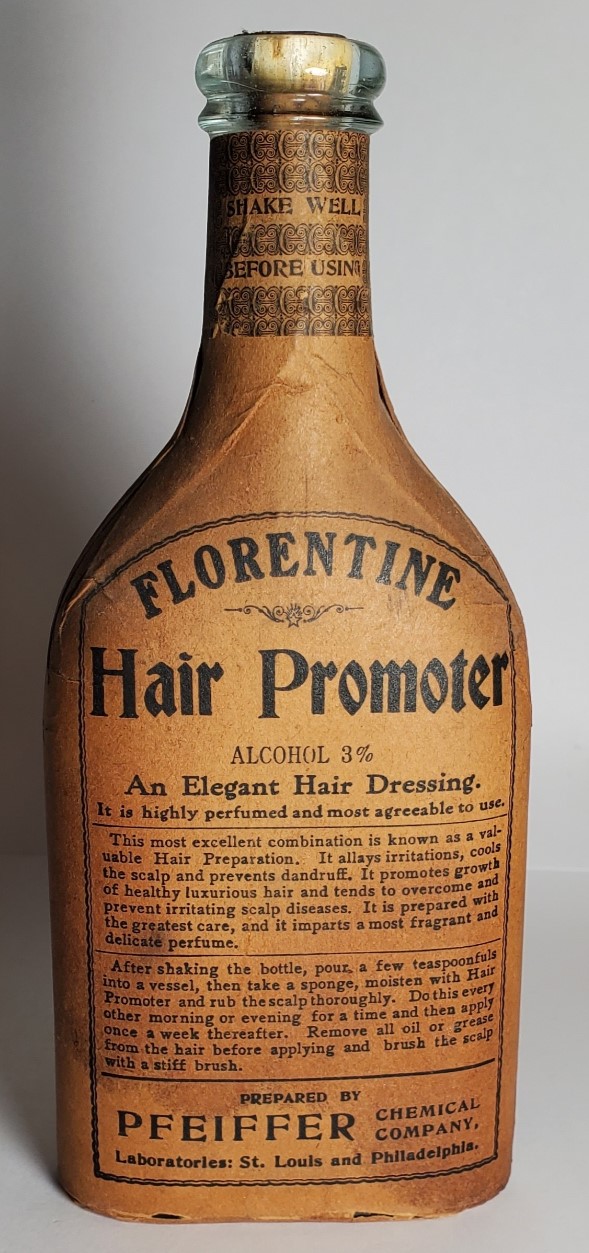 SHAKE WELL
BEFORE USING
FLORENTINE
Hair Promoter
ALCOHOL 3%
An Elegant Hair Dressing.
It is highly perfumed and most agreeable to use.
This most excellent combination is known as a val-
uable Hair Preparation. It allays irritations, cools
the scalp and prevents dandruff. It promotes growth
of healthy luxurious hair and tends to overcome and
prevent irritating scalp diseases. It is prepared with
the greatest care, and it imparts a most fragrant and
delicate perfume.
After shaking the bottle, pour, a few teaspoonfuls
into a vessel, then take a sponge, moisten with Hair
Promoter and rub the scalp thoroughly. Do this every
other morning or evening for a time and then apply
once a week thereafter. Remove all oil or grease
from the hair before applying and brush the scalp
with a stiff brush.
PREPARED BY
PFEIFFER CHEMICAL COMPANY,
Laboratories: St. Louis and Philadelphia.